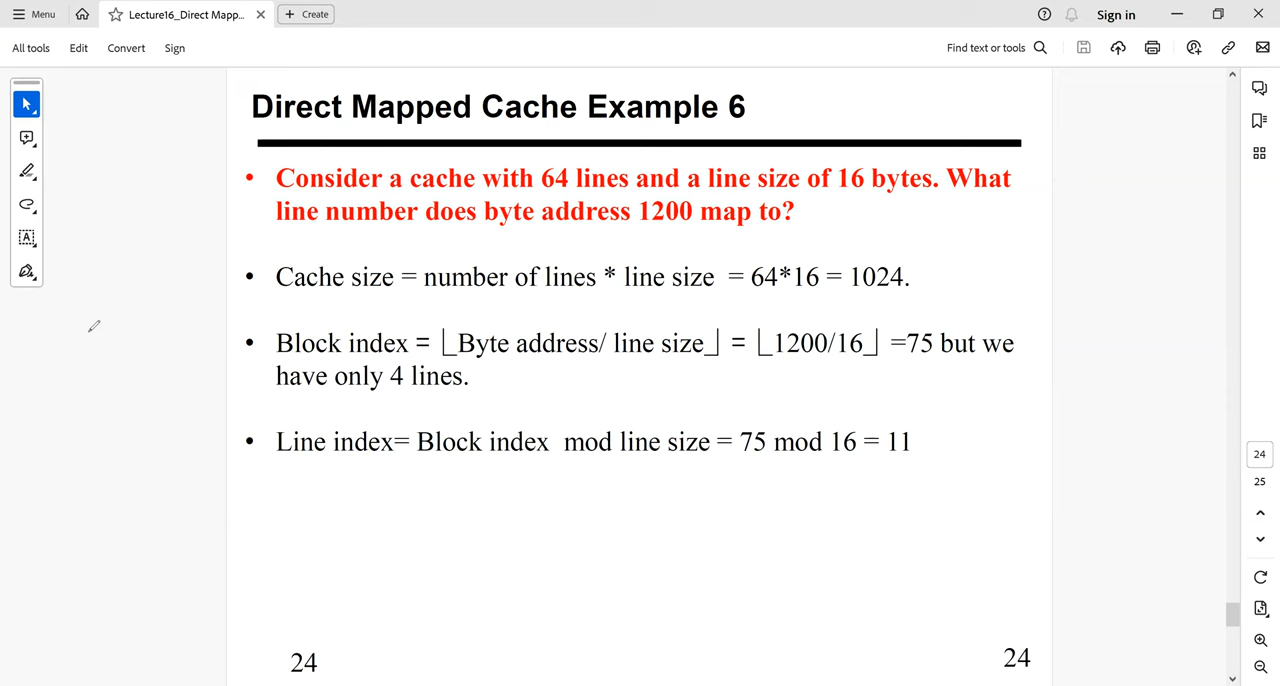 Menu
Lecture16_Direct Mapp...
Create
Sign in
All tools
Edit
Convert
Sign
Find text or tools
Direct Mapped Cache Example 6
• Consider a cache with 64 lines and a line size of 16 bytes. What
line number does byte address 1200 map to?
• Cache size = number of lines * line size = 64*16 = 1024.
• Block index = ⌊Byte address/ line size⌋ = ⌊1200/16⌋ =75 but we
have only 4 lines.
• Line index= Block index mod line size = 75 mod 16 = 11
24
24
24
25